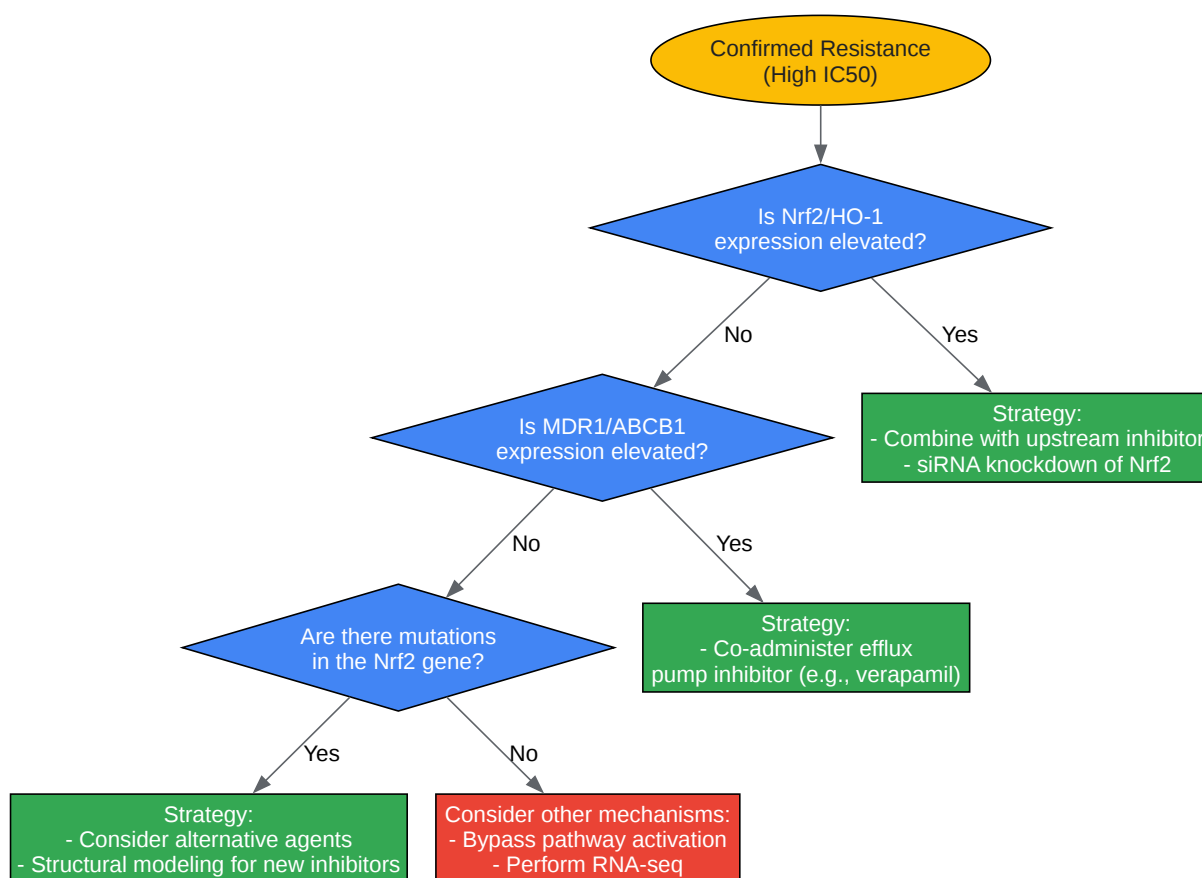 Confirmed Resistance
(High IC50)
Is Nrf2/HO-1
expression elevated?
No
Yes
Is MDR1/ABCB1
expression elevated?
Strategy:
- Combine with upstream inhibitor
- siRNA knockdown of Nrf2
No
Yes
Are there mutations
in the Nrf2 gene?
Strategy:
- Co-administer efflux
pump inhibitor (e.g., verapamil)
Yes
No
Strategy:
- Consider alternative agents
- Structural modeling for new inhibitors
Consider other mechanisms:
- Bypass pathway activation
- Perform RNA-seq